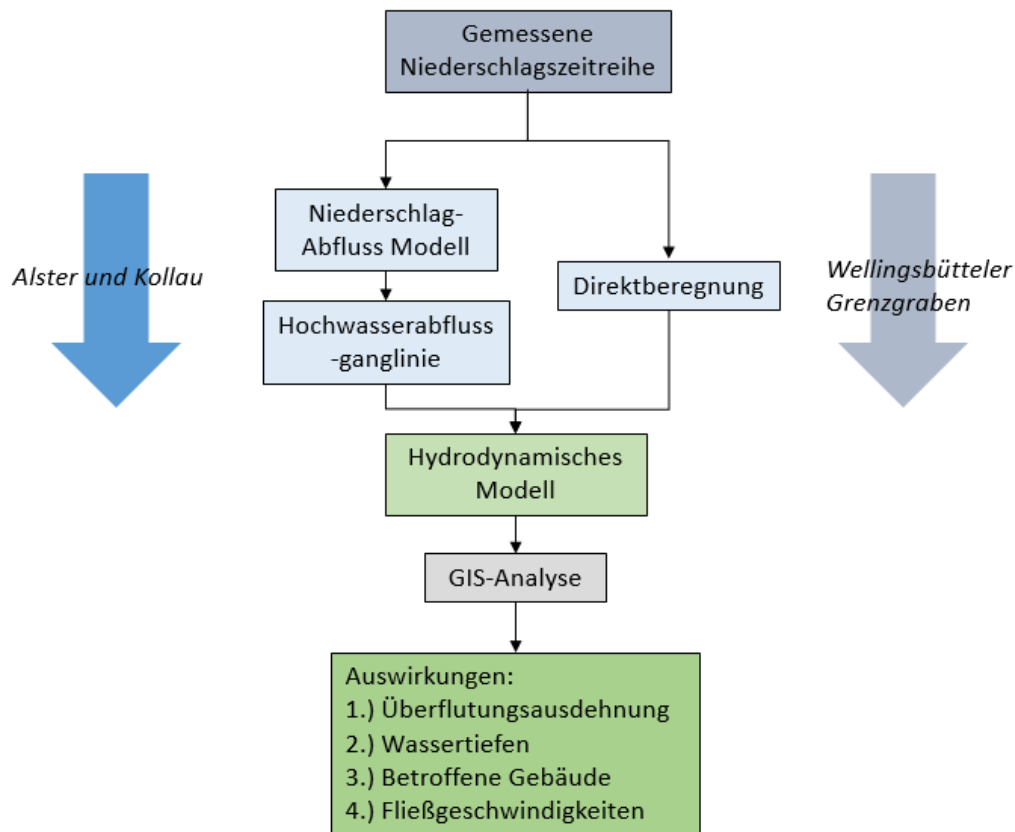 Gemessene
Niederschlagszeitreihe
Niederschlag-
Abfluss Modell
Alster und Kollau
Direktberegnung
Wellingsbütteler
Grenzgraben
Hochwasserabfluss
-ganglinie
Hydrodynamisches
Modell
GIS-Analyse
Auswirkungen:
1.) Überflutungsausdehnung
2.) Wassertiefen
3.) Betroffene Gebäude
4.) Fließgeschwindigkeiten